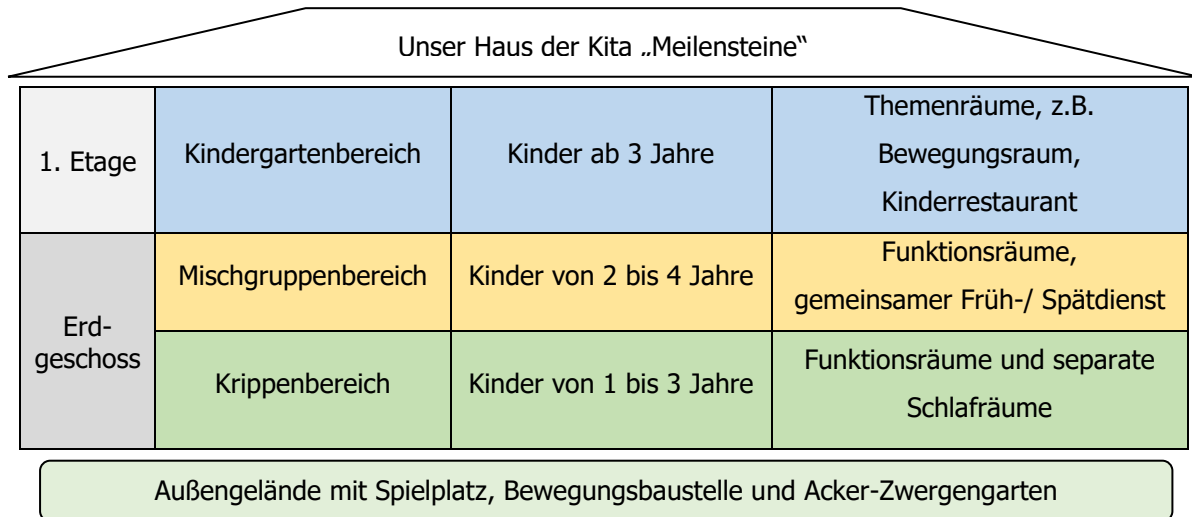 Unser Haus der Kita „Meilensteine“
1. Etage
Kindergartenbereich
Kinder ab 3 Jahre
Themenräume, z.B.
Bewegungsraum,
Kinderrestaurant
Erd-
geschoss
Mischgruppenbereich
Kinder von 2 bis 4 Jahre
Funktionsräume,
gemeinsamer Früh-/ Spätdienst
Krippenbereich
Kinder von 1 bis 3 Jahre
Funktionsräume und separate
Schlafräume
Außengelände mit Spielplatz, Bewegungsbaustelle und Acker-Zwergengarten